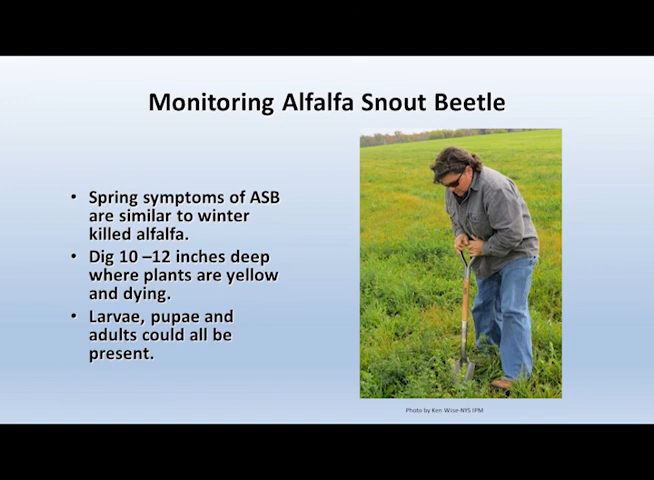 Monitoring Alfalfa Snout Beetle
• Spring symptoms of ASB
are similar to winter
killed alfalfa.
• Dig 10 –12 inches deep
where plants are yellow
and dying.
• Larvae, pupae and
adults could all be
present.
Photo by Ken Wise-NYS IPM